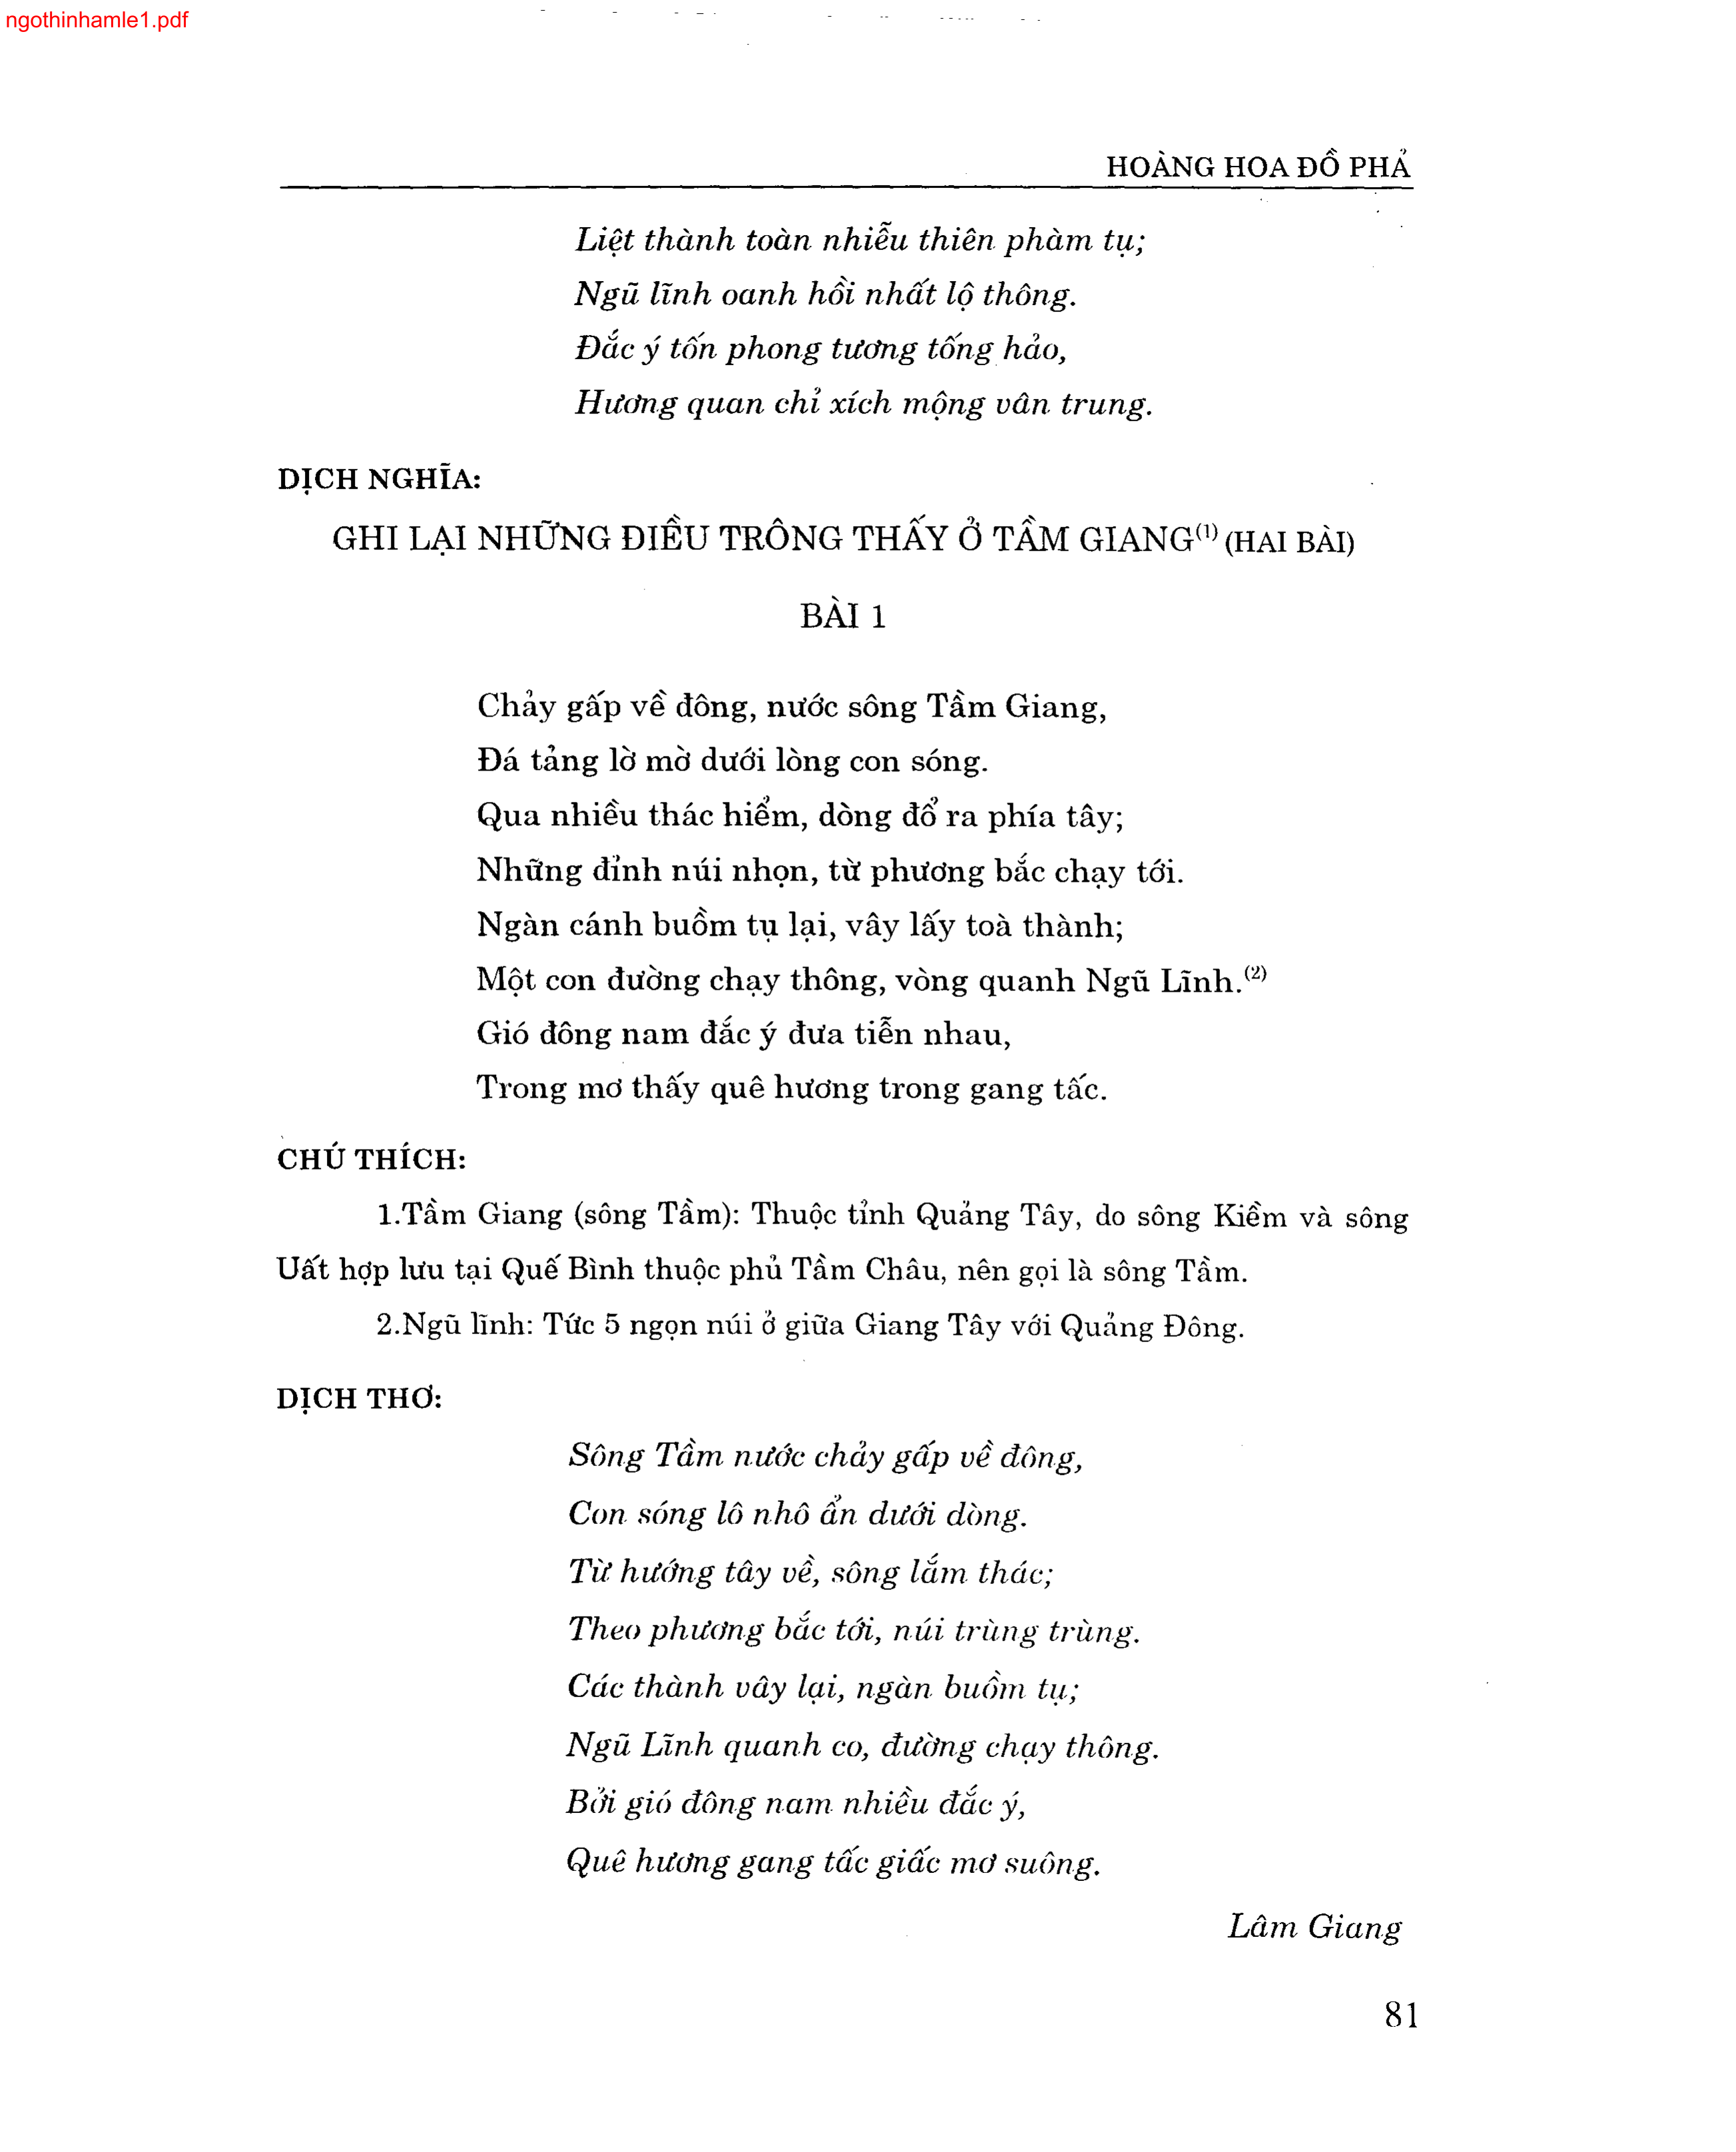 ngothinhamle1.pdf
HOÀNG HOA ĐỒ PHẢ
Liệt thành toàn nhiễu thiên phàm tụ;
Ngũ lĩnh oanh hồi nhất lộ thông.
Đắc ý tốn phong tương tống hảo,
Hương quan chỉ xích mộng vân trung.
DỊCH NGHĨA:
GHI LẠI NHỮNG ĐIỀU TRÔNG THẤY Ở TẦM GIANG(1) (HAI BÀI)
BÀI 1
Chảy gấp về đông, nước sông Tầm Giang,
Đá tảng lờ mờ dưới lòng con sóng.
Qua nhiều thác hiểm, dòng đổ ra phía tây;
Những đỉnh núi nhọn, từ phương bắc chạy tới.
Ngàn cánh buồm tụ lại, vây lấy toà thành;
Một con đường chạy thông, vòng quanh Ngũ Lĩnh.(2)
Gió đông nam đắc ý đưa tiễn nhau,
Trong mơ thấy quê hương trong gang tấc.
CHÚ THÍCH:
1.Tầm Giang (sông Tầm): Thuộc tỉnh Quảng Tây, do sông Kiềm và sông
Uất hợp lưu tại Quế Bình thuộc phủ Tầm Châu, nên gọi là sông Tầm.
2.Ngũ lĩnh: Tức 5 ngọn núi ở giữa Giang Tây với Quảng Đông.
DỊCH THƠ:
Sông Tầm nước chảy gấp về đông,
Con sóng lô nhô ẩn dưới dòng.
Từ hướng tây về, sông lắm thác;
Theo phương bắc tới, núi trùng trùng.
Các thành vây lại, ngàn buồm tụ;
Ngũ Lĩnh quanh co, đường chạy thông.
Bởi gió đông nam nhiều đắc ý,
Quê hương gang tấc giấc mơ suông.
Lâm Giang
81